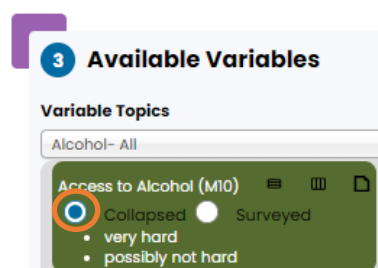 3 Available Variables
Variable Topics
Alcohol- All
Access to Alcohol (M10)
Collapsed Surveyed
very hard
possibly not hard